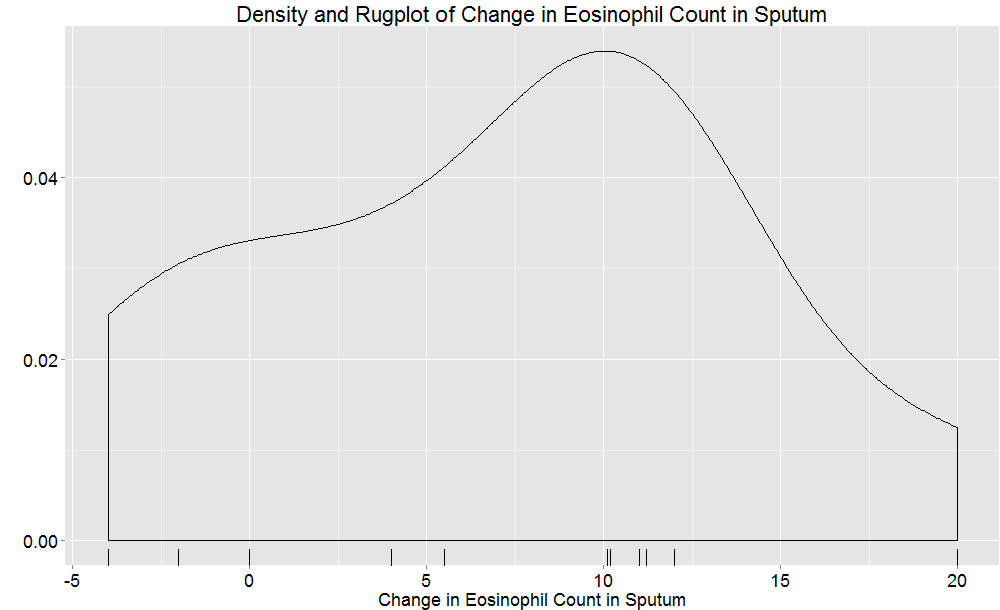 Density and Rugplot of Change in Eosinophil Count in Sputum
0.04
0.02
0.00
-5 0 5 10 15 20
Change in Eosinophil Count in Sputum